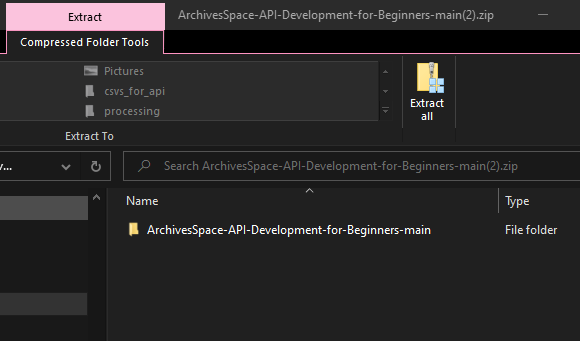 Extract
ArchivesSpace-API-Development-for-Beginners-main(2).zip
Compressed Folder Tools
Pictures
csvs_for_api
processing
Extract
all
Extract To
v...
Search ArchivesSpace-API-Development-for-Beginners-main(2).zip
Name
Type
ArchivesSpace-API-Development-for-Beginners-main
File folder